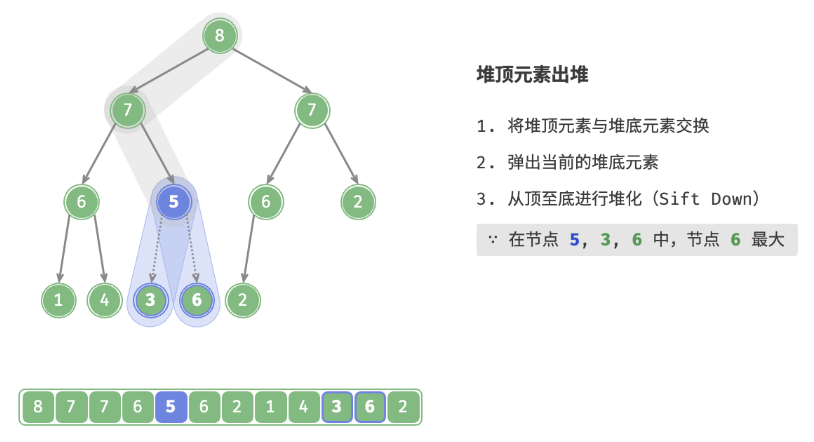 8
堆顶元素出堆
7 7
1. 将堆顶元素与堆底元素交换
2. 弹出当前的堆底元素
6 5 6 2
3. 从顶至底进行堆化（Sift Down）
∵ 在节点 5, 3, 6 中，节点 6 最大
1 4 3 6 2
8 7 7 6 5 6 2 1 4 3 6 2